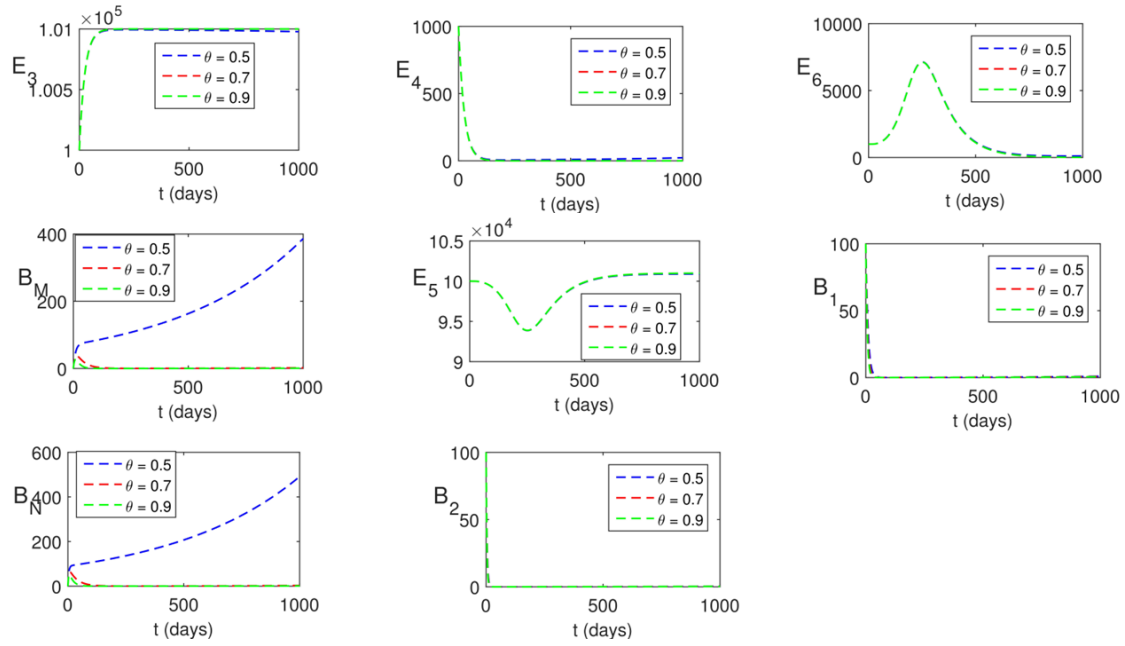 ×10⁵
1.01
E₃
1.005
1
0
500
1000
t (days)
θ = 0.5
θ = 0.7
θ = 0.9
1000
E₄
500
0
0
500
1000
t (days)
θ = 0.5
θ = 0.7
θ = 0.9
10000
E₆
5000
0
0
500
1000
t (days)
θ = 0.5
θ = 0.7
θ = 0.9
400
B_M
200
0
0
500
1000
t (days)
θ = 0.5
θ = 0.7
θ = 0.9
×10⁴
10.5
E₅
10
9.5
9
0
500
1000
t (days)
θ = 0.5
θ = 0.7
θ = 0.9
100
B₁
50
0
0
500
1000
t (days)
θ = 0.5
θ = 0.7
θ = 0.9
600
B_N
400
200
0
0
500
1000
t (days)
θ = 0.5
θ = 0.7
θ = 0.9
100
B₂
50
0
0
500
1000
t (days)
θ = 0.5
θ = 0.7
θ = 0.9